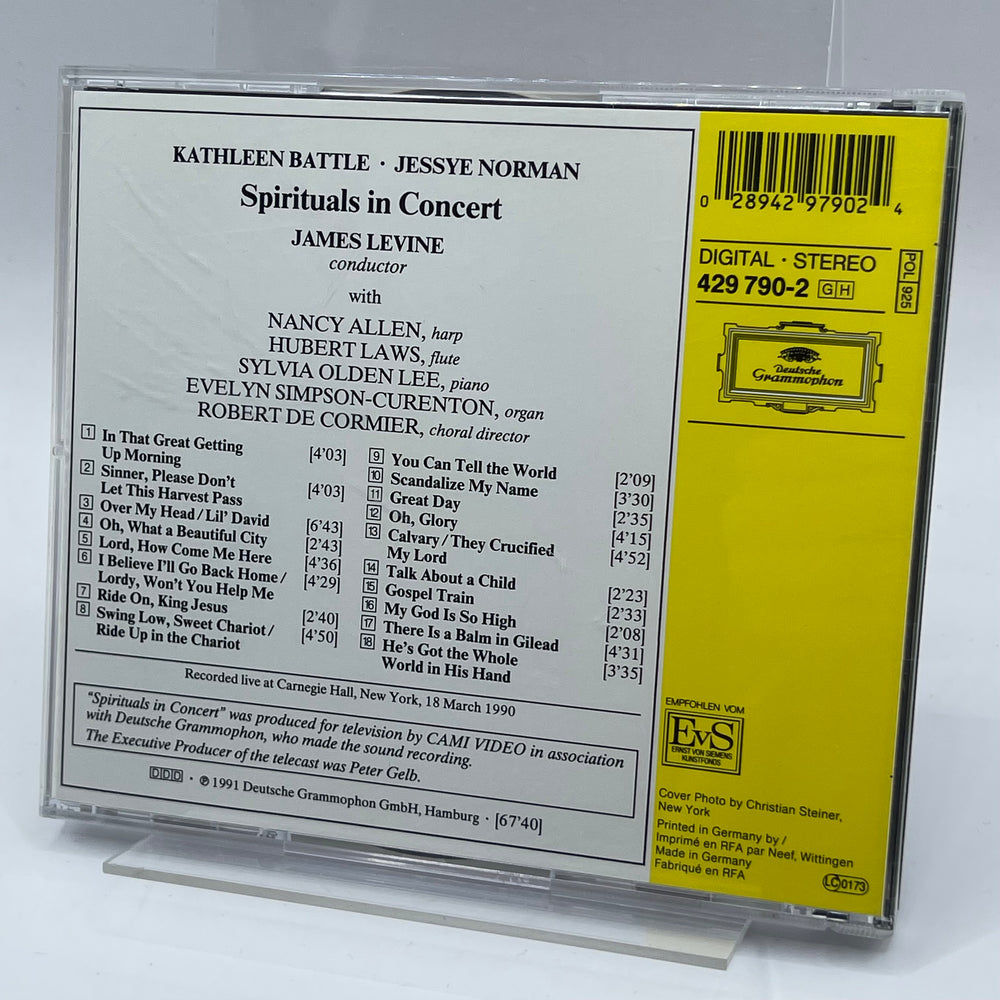 KATHLEEN BATTLE · JESSYE NORMAN
Spirituals in Concert
JAMES LEVINE
conductor
with
NANCY ALLEN, harp
HUBERT LAWS, flute
SYLVIA OLDEN LEE, piano
EVELYN SIMPSON-CURENTON, organ
ROBERT DE CORMIER, choral director
1 In That Great Getting
Up Morning [4'03]
2 Sinner, Please Don't
Let This Harvest Pass [4'03]
3 Over My Head/Lil' David [6'43]
4 Oh, What a Beautiful City [2'43]
5 Lord, How Come Me Here [4'36]
6 I Believe I'll Go Back Home/
Lordy, Won't You Help Me [4'29]
7 Ride On, King Jesus [2'40]
8 Swing Low, Sweet Chariot/
Ride Up in the Chariot [4'50]
9 You Can Tell the World [2'09]
10 Scandalize My Name [3'30]
11 Great Day [2'35]
12 Oh, Glory [4'15]
13 Calvary/They Crucified
My Lord [4'52]
14 Talk About a Child [2'23]
15 Gospel Train [2'33]
16 My God Is So High [2'08]
17 There Is a Balm in Gilead [4'31]
18 He's Got the Whole
World in His Hand [3'35]
Recorded live at Carnegie Hall, New York, 18 March 1990
"Spirituals in Concert" was produced for television by CAMI VIDEO in association
with Deutsche Grammophon, who made the sound recording.
The Executive Producer of the telecast was Peter Gelb.
DDD · ℗ 1991 Deutsche Grammophon GmbH, Hamburg · [67'40]
0 28942 97902 4
DIGITAL · STEREO
429 790-2 GH
POL 925
Deutsche
Grammophon
EMPFOHLEN VOM
EvS
ERNST VON SIEMENS
KUNSTFONDS
Cover Photo by Christian Steiner,
New York
Printed in Germany by/
Imprimé en RFA par Neef, Wittingen
Made in Germany
Fabriqué en RFA
LC 0173